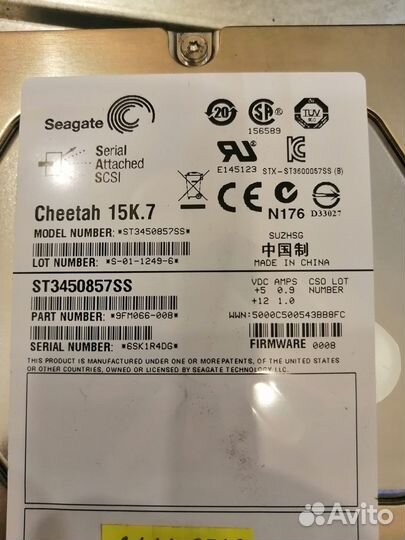 Seagate
20
156589
TUV
Serial
Attached
SCSI
E145123
STX-ST3600057SS (B)
N176
D33027
Cheetah 15K.7
MODEL NUMBER: *ST3450857SS*
LOT NUMBER: *S-01-1249-6*
SUZHSG
中国制
MADE IN CHINA
ST3450857SS
PART NUMBER: *9FM066-008*
SERIAL NUMBER: *6SK1R4DG*
VDC AMPS CSO LOT
+5 0.9 NUMBER
+12 1.0
WWN:5000C500543BB8FC
FIRMWARE 0008
THIS PRODUCT IS MANUFACTURED UNDER ONE OR MORE PATENTS, OF THE UNITED STATES
OR OTHER COUNTRIES, OWNED OR LICENSED BY SEAGATE TECHNOLOGY LLC.
Avito